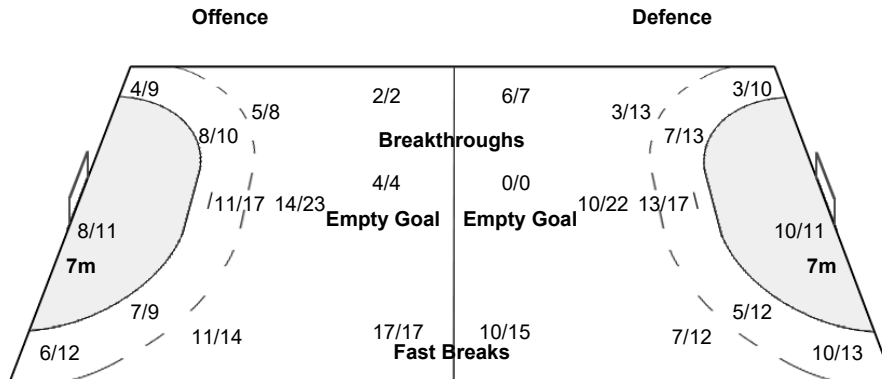 Offence Defence
4/9 2/2 6/7 3/10
5/8 3/13
8/10 Breakthroughs 7/13
4/4 0/0
11/17 14/23 10/22 13/17
Empty Goal Empty Goal
8/11 10/11
7m 7m
7/9 5/12
11/14 17/17 10/15 7/12
6/12 Fast Breaks 10/13